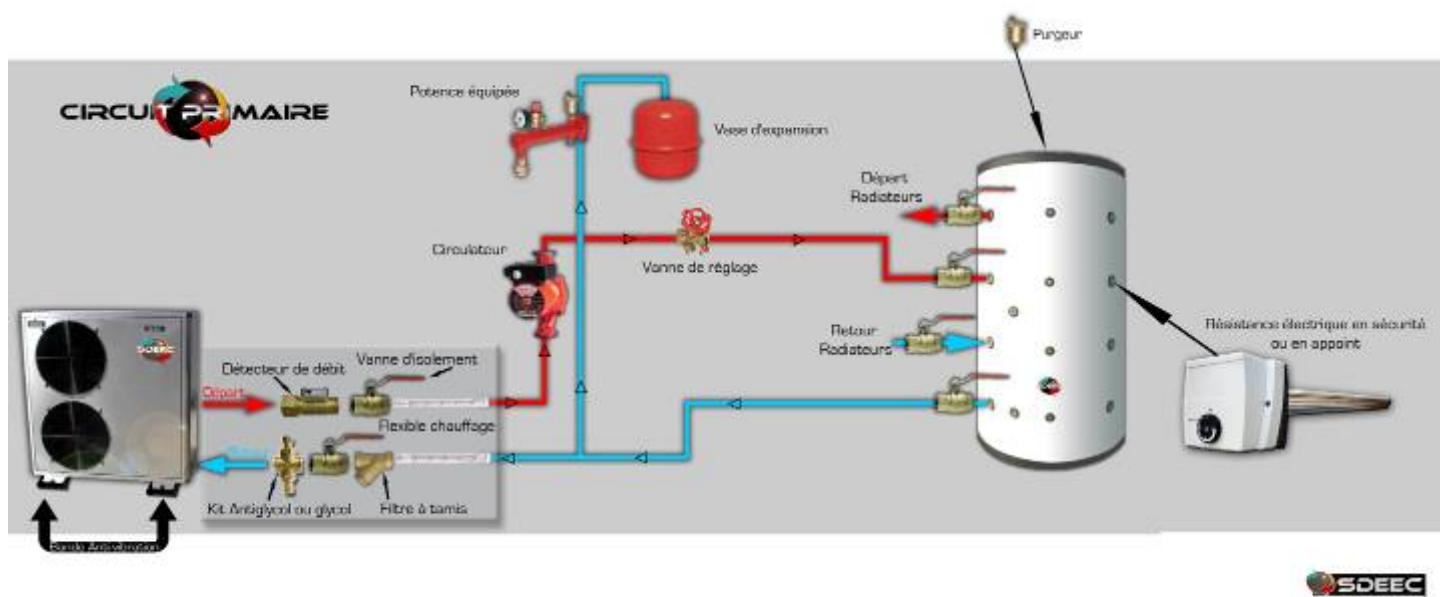 Purgeur
CIRCUIT PRIMAIRE
Potence équipée
Vase d'expansion
Départ
Radiateurs
Circulateur
Vanne de réglage
Retour
Radiateurs
Résistance électrique en sécurité
ou en appoint
SDEEC
Détecteur de débit
Vanne d'isolement
Départ
Flexible chauffage
Retour
Kit Antiglycol ou glycol
Filtre à tamis
Bande Anti-vibration
SDEEC